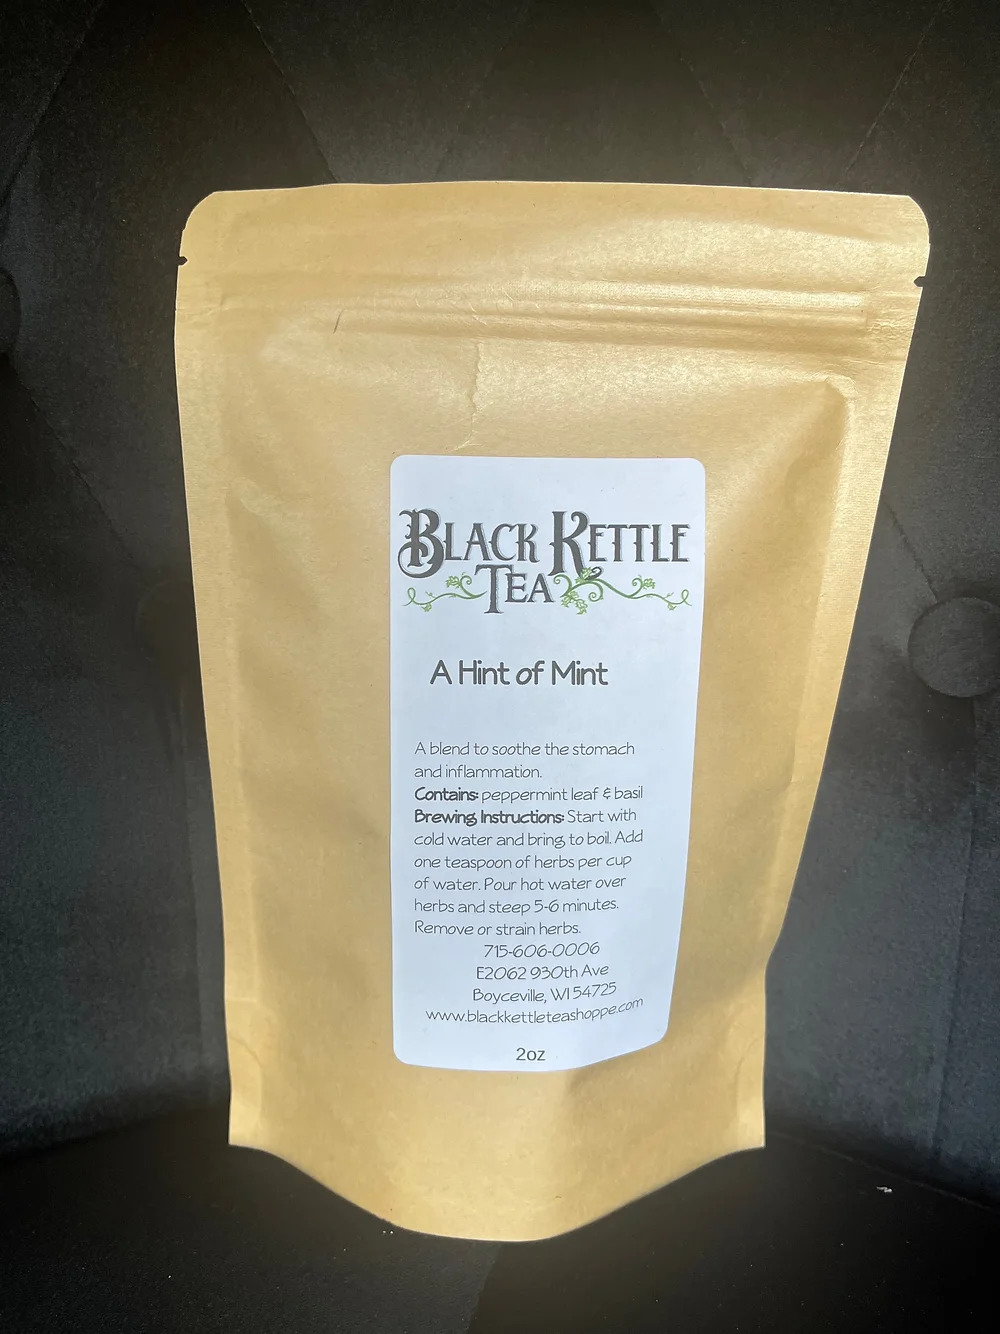 BLACK KETTLE
TEA
A Hint of Mint
A blend to soothe the stomach
and inflammation.
Contains: peppermint leaf & basil
Brewing Instructions: Start with
cold water and bring to boil. Add
one teaspoon of herbs per cup
of water. Pour hot water over
herbs and steep 5-6 minutes.
Remove or strain herbs.
715-606-0006
E2062 930th Ave
Boyceville, WI 54725
www.blackkettleteashoppe.com
2oz